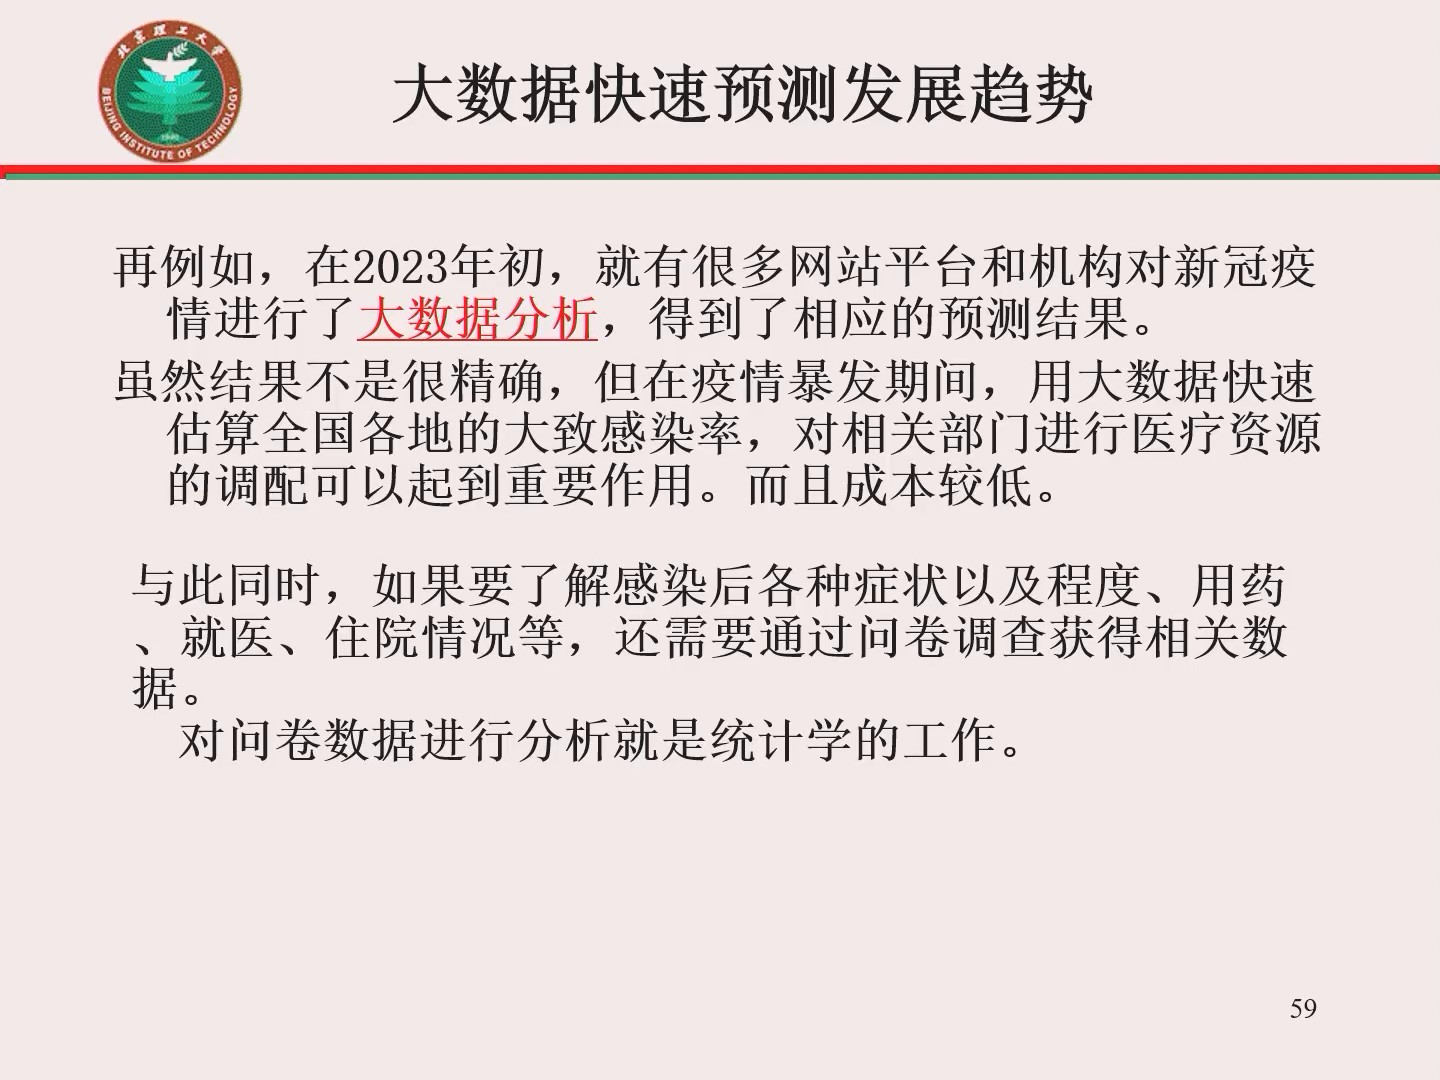 北京理工大学
BEIJING INSTITUTE OF TECHNOLOGY
1940
大数据快速预测发展趋势
再例如，在2023年初，就有很多网站平台和机构对新冠疫
情进行了大数据分析，得到了相应的预测结果。
虽然结果不是很精确，但在疫情暴发期间，用大数据快速
估算全国各地的大致感染率，对相关部门进行医疗资源
的调配可以起到重要作用。而且成本较低。
与此同时，如果要了解感染后各种症状以及程度、用药
、就医、住院情况等，还需要通过问卷调查获得相关数
据。
对问卷数据进行分析就是统计学的工作。
59